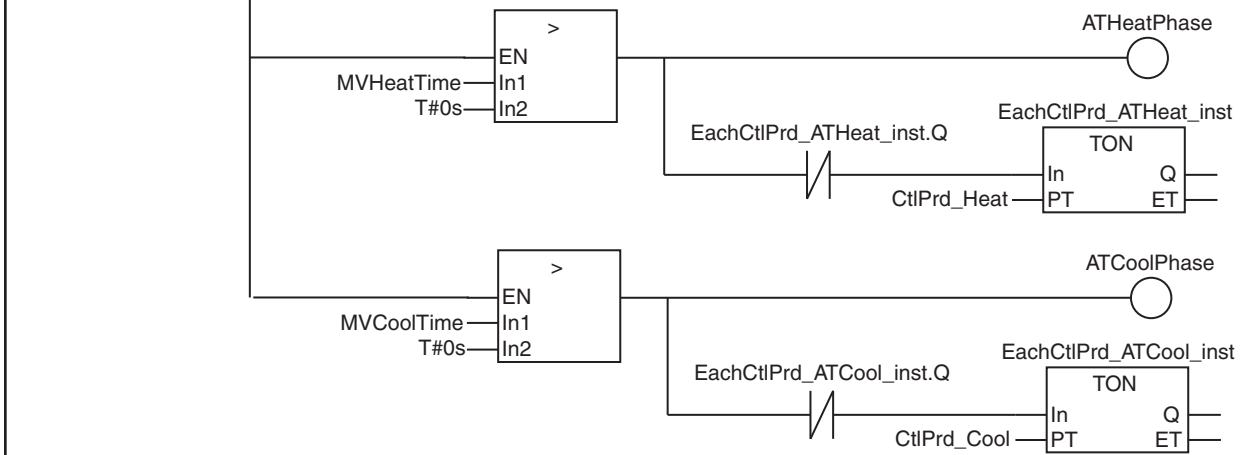 >
ATHeatPhase
EN
MVHeatTime In1
T#0s In2
EachCtlPrd_ATHeat_inst
EachCtlPrd_ATHeat_inst.Q
TON
In Q
CtlPrd_Heat PT ET
>
ATCoolPhase
EN
MVCoolTime In1
T#0s In2
EachCtlPrd_ATCool_inst
EachCtlPrd_ATCool_inst.Q
TON
In Q
CtlPrd_Cool PT ET